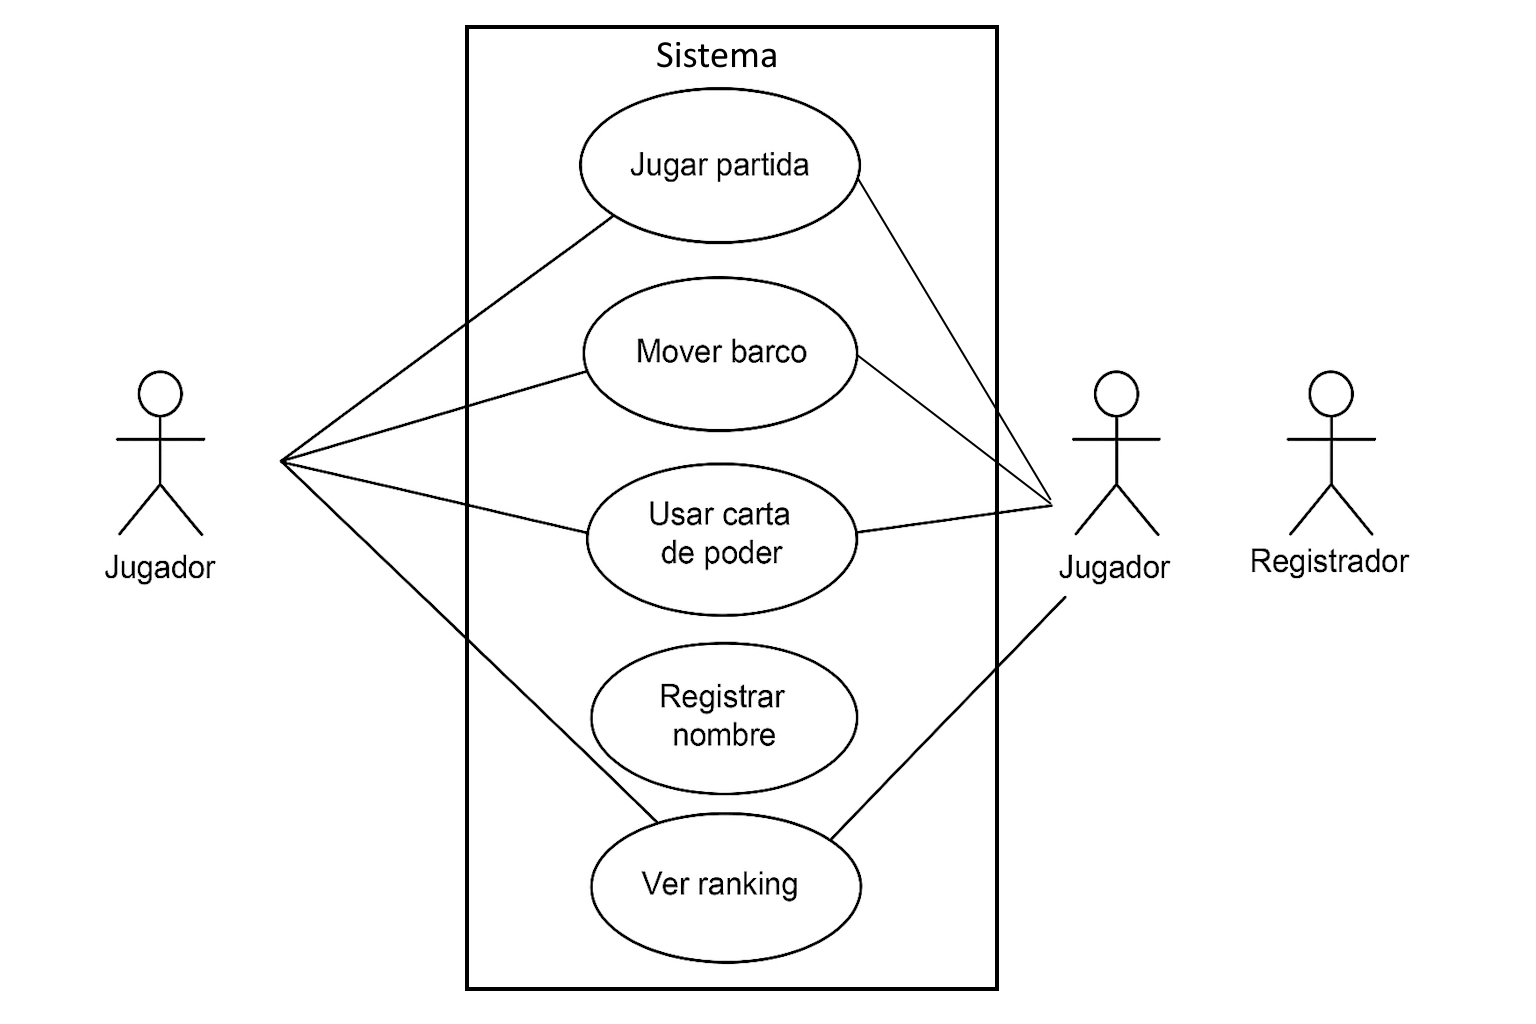 Sistema
Jugar partida
Mover barco
Usar carta
de poder
Registrar
nombre
Ver ranking
Jugador
Jugador
Registrador